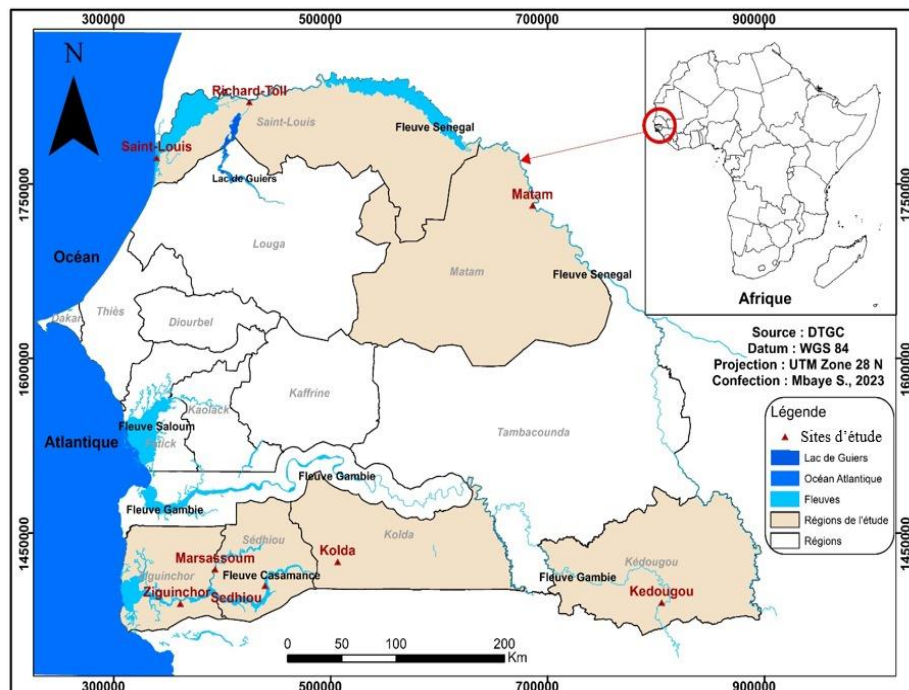 300000 500000 700000 900000
N
Richard-Toll
Saint-Louis
Fleuve Senegal
Saint-Louis
Lac de Guiers
Matam
1750000
1750000
Louga
Océan
Matam
Fleuve Senegal
Afrique
Dakar
Thiès
Diourbel
Source : DTGC
Datum : WGS 84
Projection : UTM Zone 28 N
Confection : Mbaye S., 2023
1600000
1600000
Kaffrine
Kaolack
Fleuve Saloum
Fatick
Atlantique
Tambacounda
Légende
Sites d'étude
Lac de Guiers
Océan Atlantique
Fleuves
Régions de l'étude
Régions
Fleuve Gambie
Fleuve Gambie
1450000
1450000
Sédhiou
Kolda
Kolda
Marsassoum
Ziguinchor
Fleuve Casamance
Ziguinchor
Sedhiou
Kédougou
Fleuve Gambie
Kedougou
0 50 100 200
Km
300000 500000 700000 900000